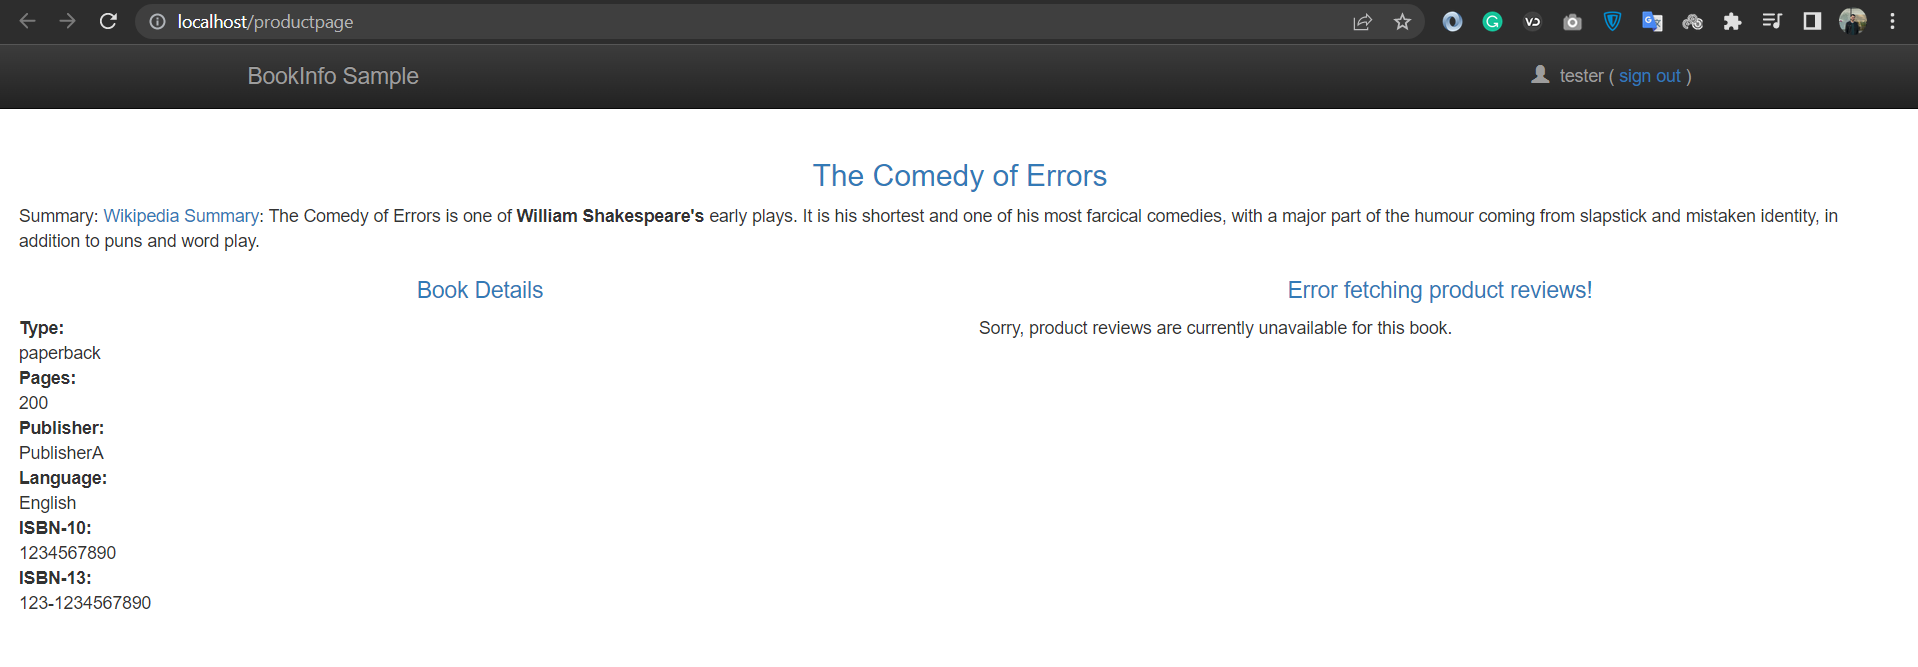 localhost/productpage
BookInfo Sample
tester ( sign out )
The Comedy of Errors
Summary: Wikipedia Summary: The Comedy of Errors is one of William Shakespeare's early plays. It is his shortest and one of his most farcical comedies, with a major part of the humour coming from slapstick and mistaken identity, in
addition to puns and word play.
Book Details
Type:
paperback
Pages:
200
Publisher:
PublisherA
Language:
English
ISBN-10:
1234567890
ISBN-13:
123-1234567890
Error fetching product reviews!
Sorry, product reviews are currently unavailable for this book.